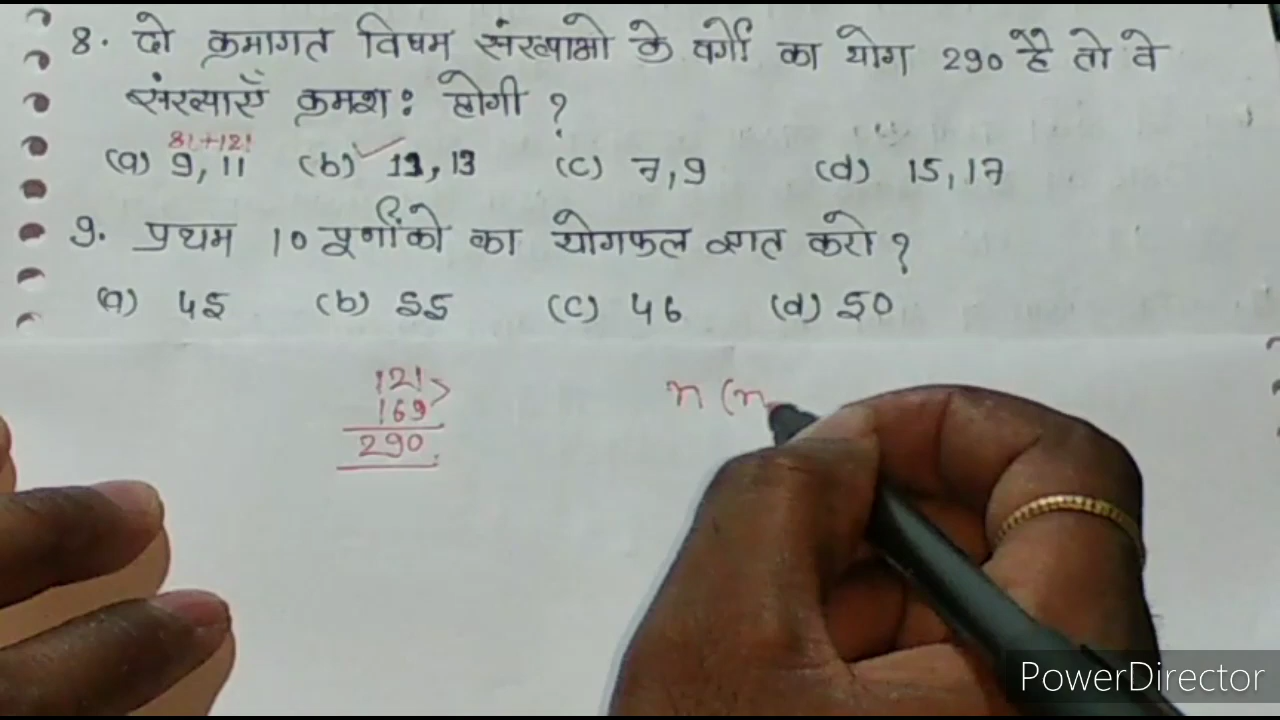 8. दो क्रमागत विषम संख्याओ के वर्गो का योग 290 है तो वे
संख्याएँ क्रमश: होगी ?
81+121
(a) 9, 11 (b) ✓ 11, 13 (c) 7, 9 (d) 15, 17
9. प्रथम 10 पूर्णांको का योगफल ज्ञात करो ?
(a) 45 (b) 55 (c) 46 (d) 50
121
169
290
n (n
PowerDirector